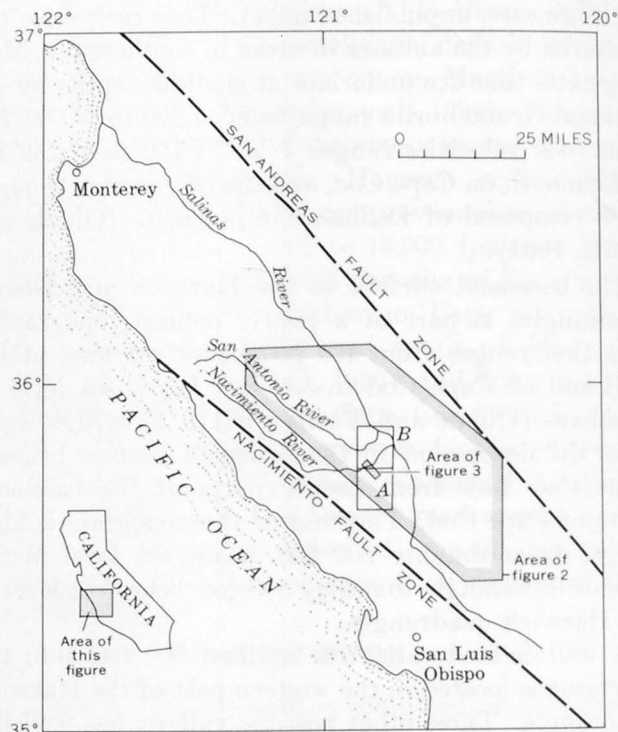 122°
121°
120°
37°
SAN ANDREAS FAULT ZONE
0 25 MILES
Monterey
Salinas River
San Antonio River
36°
Nacimiento River
B
Area of
figure 3
A
PACIFIC OCEAN
NACIMIENTO FAULT ZONE
CALIFORNIA
Area of
figure 2
Area of
this
figure
San Luis
Obispo
35°